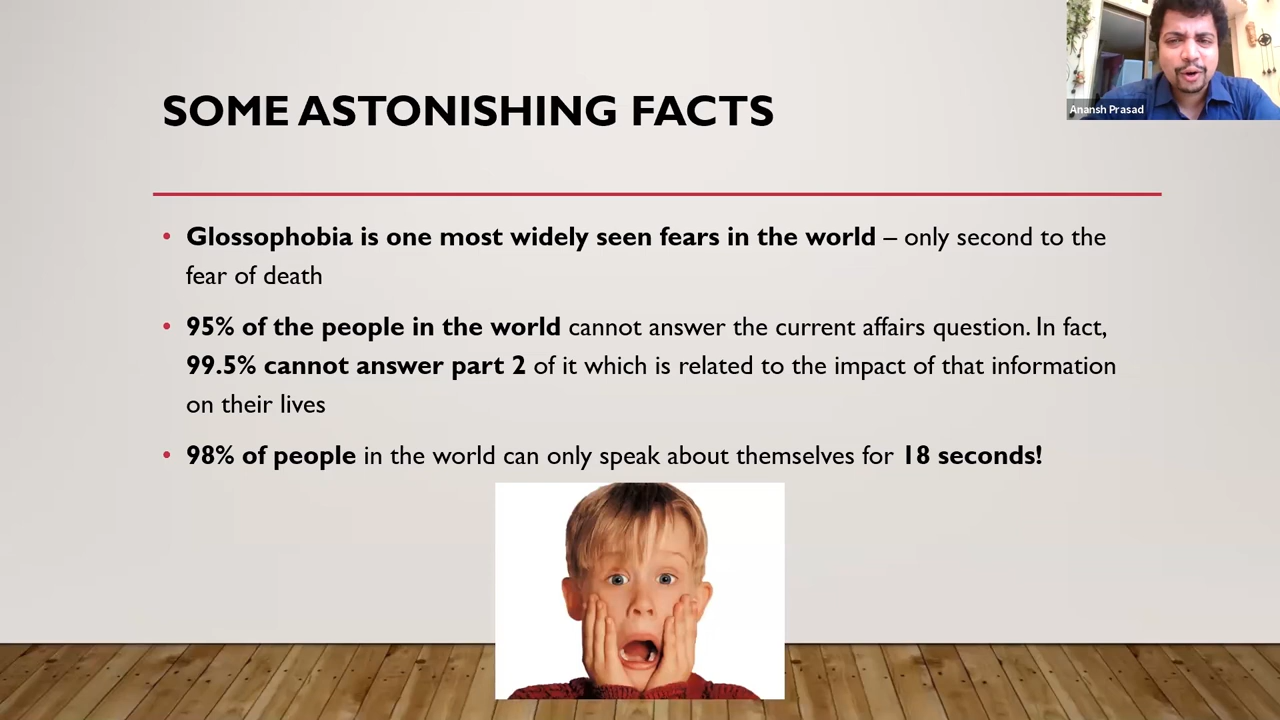 Anansh Prasad
SOME ASTONISHING FACTS
• Glossophobia is one most widely seen fears in the world – only second to the
fear of death
• 95% of the people in the world cannot answer the current affairs question. In fact,
99.5% cannot answer part 2 of it which is related to the impact of that information
on their lives
• 98% of people in the world can only speak about themselves for 18 seconds!